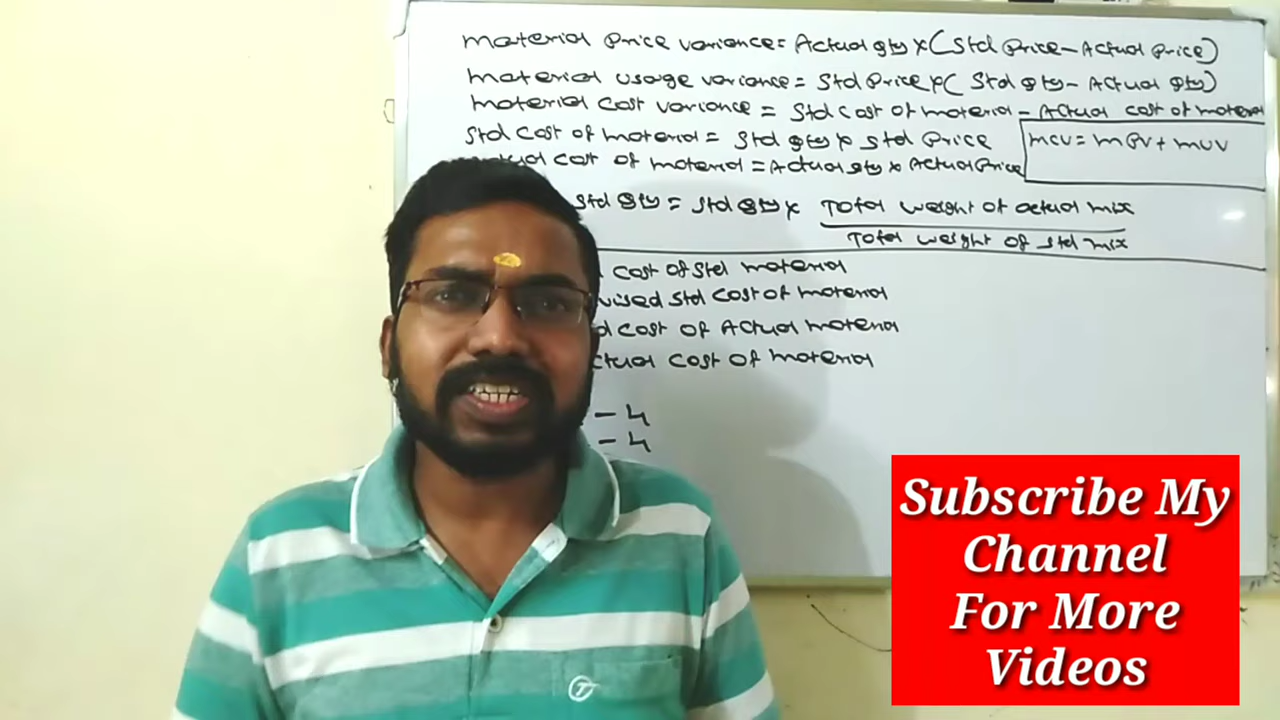 Material Price variance = Actual qty x (Std Price - Actual Price)
Material usage variance = Std Price x ( Std qty - Actual qty)
Material Cost variance = Std Cost of Material - Actual cost of material
Std Cost of Material = Std qty x Std Price
MCV = MPV + MUV
Cost of Material = Actual qty x Actual Price
Std qty = Std qty x Total weight of actual mix
Total weight of Std mix
Cost of Std Material
Std Cost of Material
Cost of Actual Material
Cost of Material
- 4
- 4
T
Subscribe My
Channel
For More
Videos